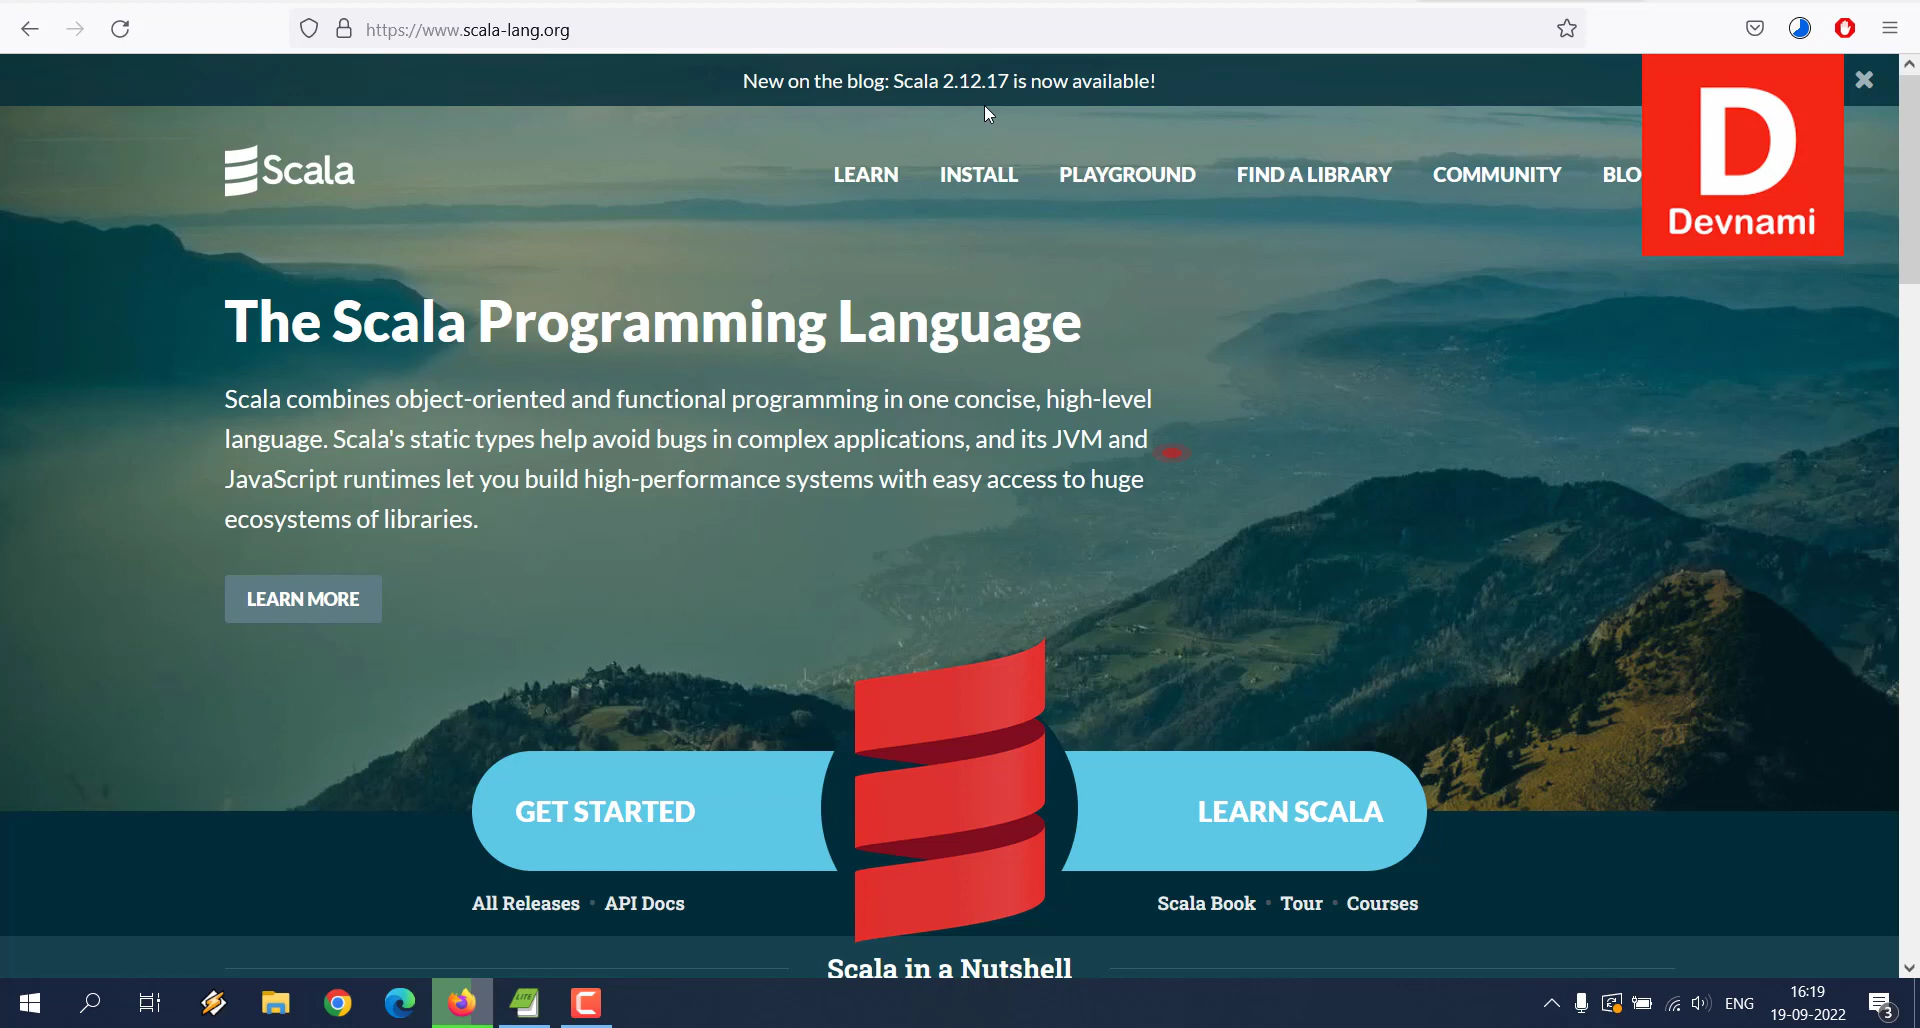 https://www.scala-lang.org
New on the blog: Scala 2.12.17 is now available!
Scala
LEARN INSTALL PLAYGROUND FIND A LIBRARY COMMUNITY BLO
D
Devnami
The Scala Programming Language
Scala combines object-oriented and functional programming in one concise, high-level
language. Scala's static types help avoid bugs in complex applications, and its JVM and
JavaScript runtimes let you build high-performance systems with easy access to huge
ecosystems of libraries.
LEARN MORE
GET STARTED
LEARN SCALA
All Releases • API Docs
Scala Book • Tour • Courses
Scala in a Nutshell
LITE
ENG
16:19
19-09-2022
3